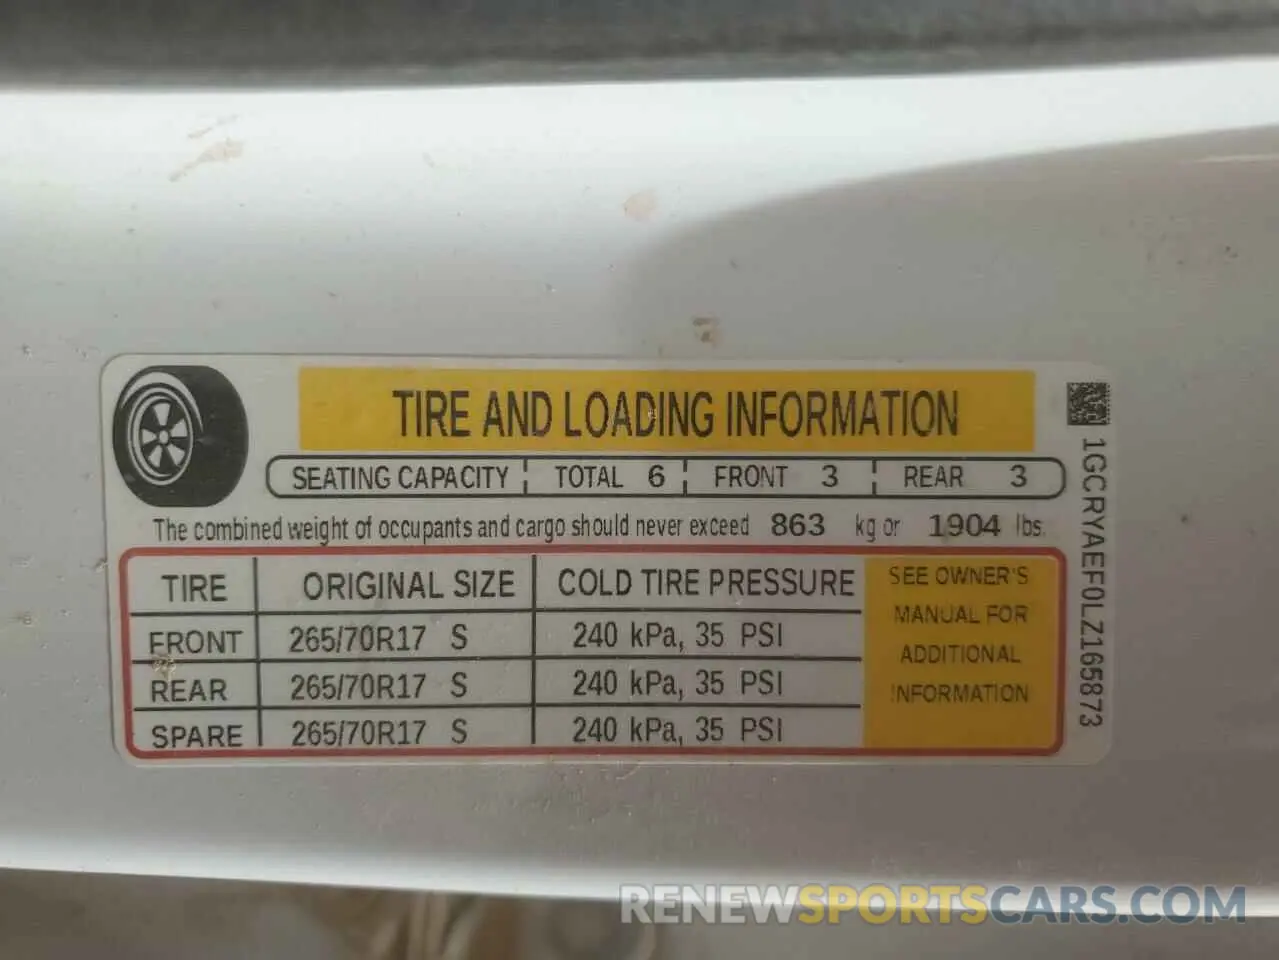 TIRE AND LOADING INFORMATION
SEATING CAPACITY TOTAL 6 FRONT 3 REAR 3
The combined weight of occupants and cargo should never exceed 863 kg or 1904 lbs.
TIRE ORIGINAL SIZE COLD TIRE PRESSURE
FRONT 265/70R17 S 240 kPa, 35 PSI
REAR 265/70R17 S 240 kPa, 35 PSI
SPARE 265/70R17 S 240 kPa, 35 PSI
SEE OWNER'S
MANUAL FOR
ADDITIONAL
INFORMATION
1GCRYAEF0LZ165873
RENEWSPORTSCARS.COM